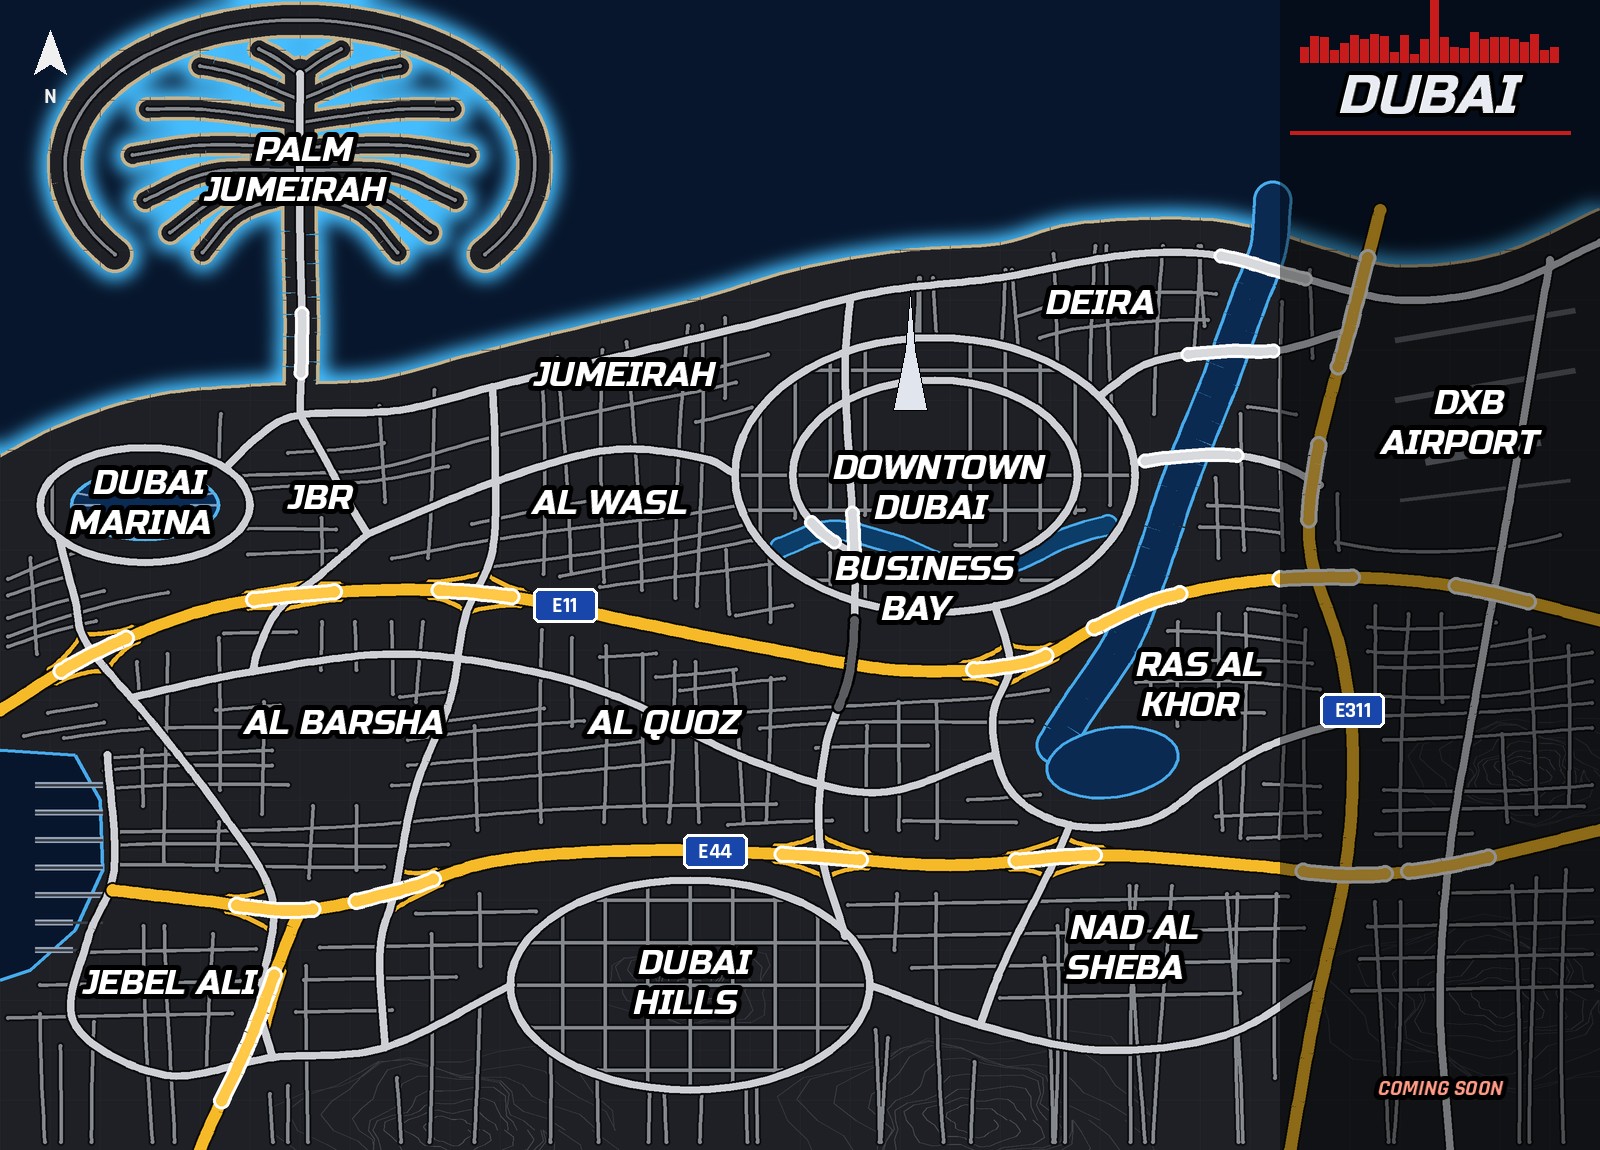 DUBAI
N
PALM
JUMEIRAH
DEIRA
JUMEIRAH
DXB
AIRPORT
DUBAI
MARINA
JBR
AL WASL
DOWNTOWN
DUBAI
BUSINESS
BAY
E11
RAS AL
KHOR
E311
AL BARSHA
AL QUOZ
E44
NAD AL
SHEBA
JEBEL ALI
DUBAI
HILLS
COMING SOON